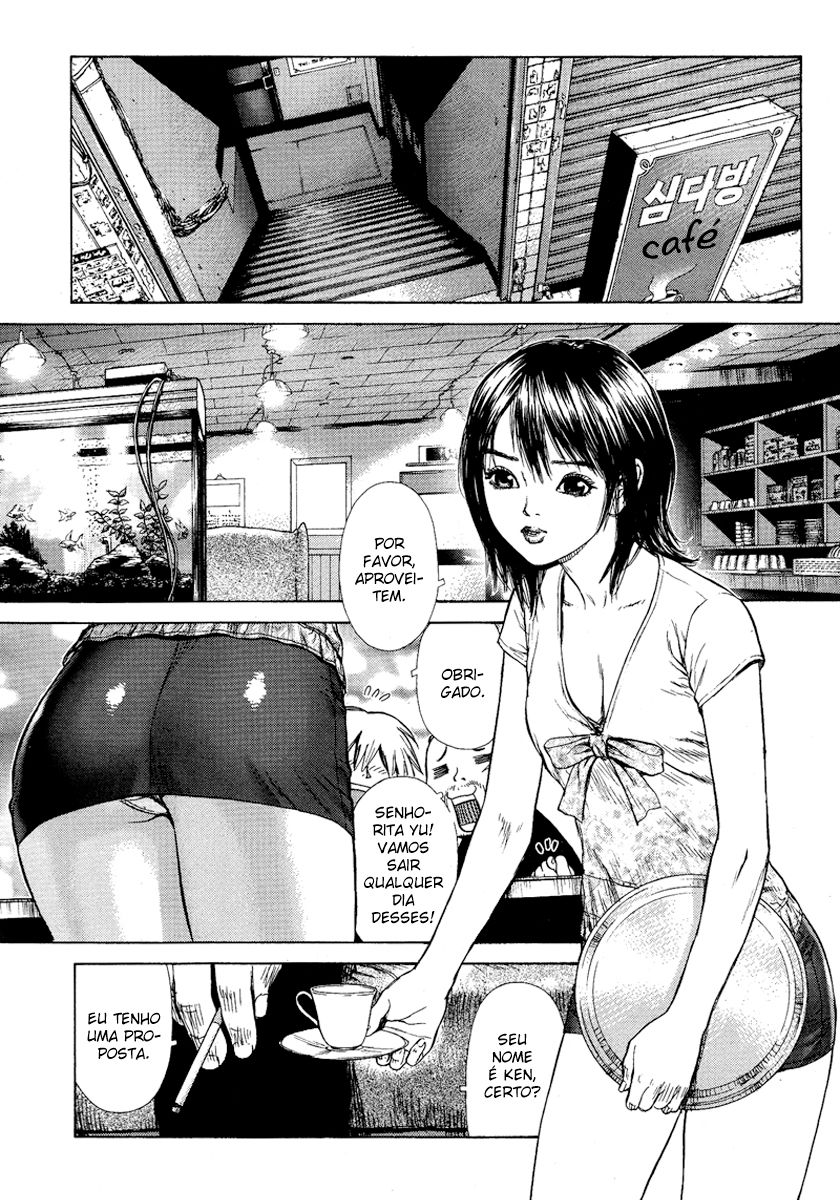 심다방
café
POR
FAVOR,
APROVEI-
TEM.
OBRI-
GADO.
SENHO-
RITA YU!
VAMOS
SAIR
QUALQUER
DIA
DESSES!
EU TENHO
UMA PRO-
POSTA.
SEU
NOME
É KEN,
CERTO?